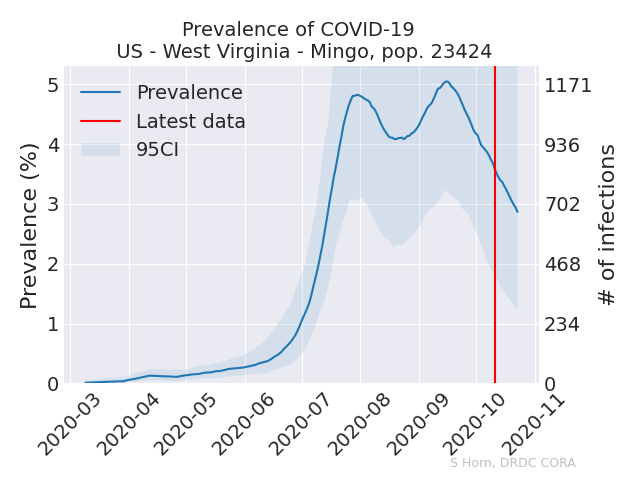 Prevalence of COVID-19
US - West Virginia - Mingo, pop. 23424
Prevalence
Latest data
95CI
Prevalence (%)
5
4
3
2
1
0
1171
936
702
468
234
0
# of infections
2020-03
2020-04
2020-05
2020-06
2020-07
2020-08
2020-09
2020-10
2020-11
S Horn, DRDC CORA